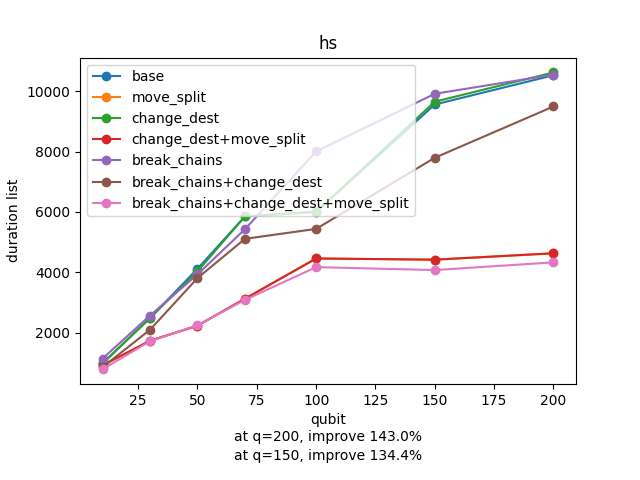 hs
base
move_split
change_dest
change_dest+move_split
break_chains
break_chains+change_dest
break_chains+change_dest+move_split
duration list
10000
8000
6000
4000
2000
25 50 75 100 125 150 175 200
qubit
at q=200, improve 143.0%
at q=150, improve 134.4%